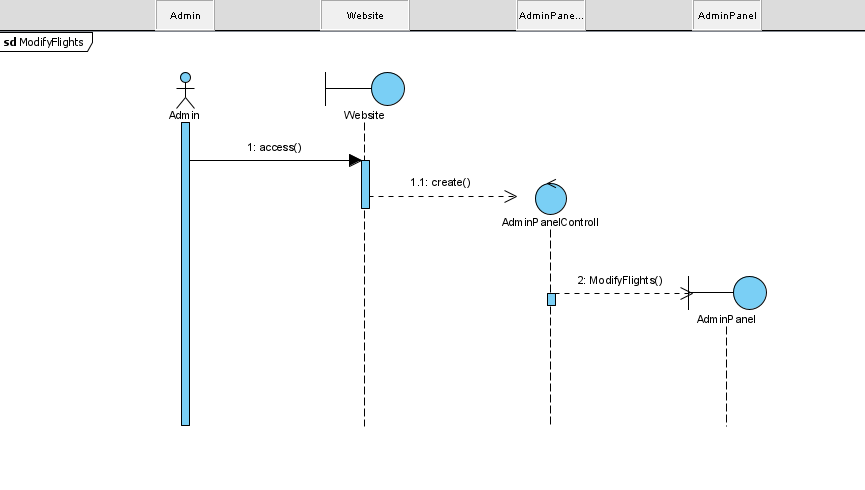 Admin
Website
AdminPane...
AdminPanel
sd ModifyFlights
Admin
Website
1: access()
1.1: create()
AdminPanelControll
2: ModifyFlights()
AdminPanel